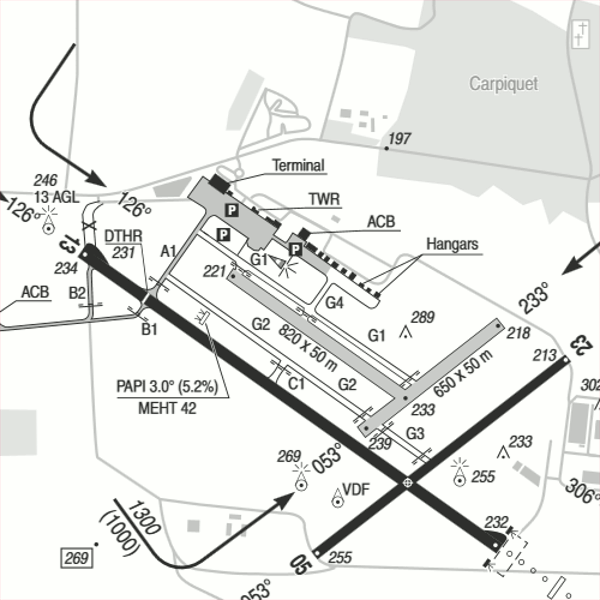 Carpiquet
197
Terminal
246
13 AGL
126°
126°
TWR
P
P
P
ACB
Hangars
DTHR
231
A1
13
234
G1
221
G4
233°
ACB
B2
B1
G2
820 X 50 m
G1
289
218
23
213
PAPI 3.0° (5.2%)
MEHT 42
C1
G2
650 X 50 m
302
233
239
G3
233
269
053°
255
VDF
306°
1300
(1000)
232
269
05
255
053°